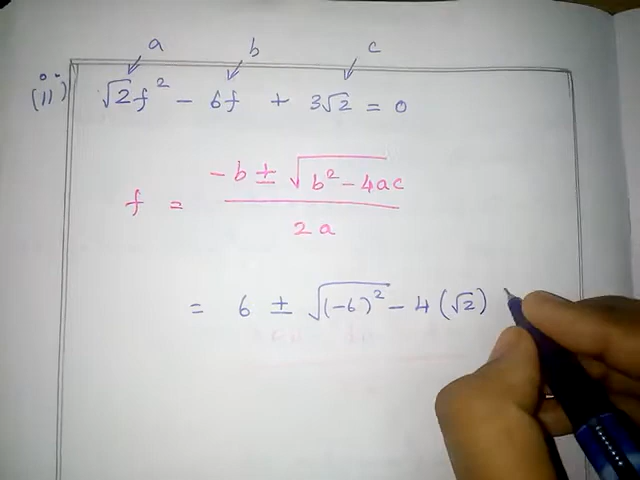 a b c
(ii) √2f² - 6f + 3√2 = 0
f = -b ± √b² - 4ac / 2a
= 6 ± √(-6)² - 4(√2)